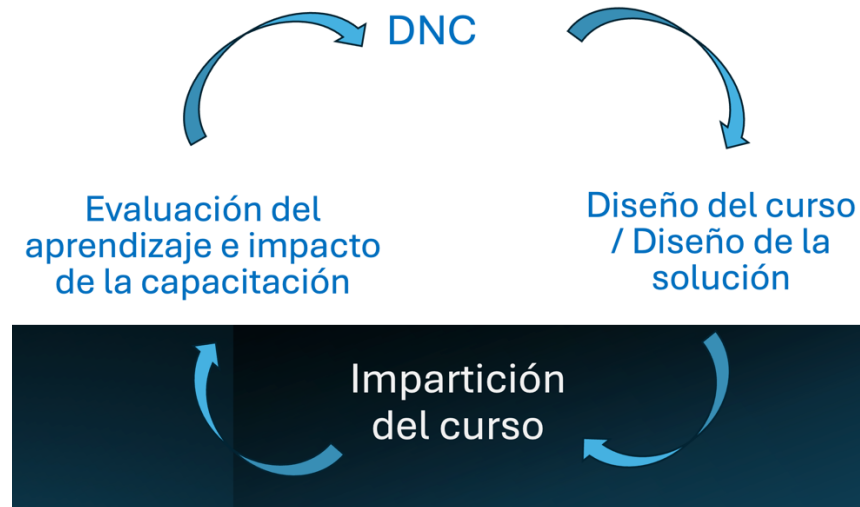 DNC
Evaluación del
aprendizaje e impacto
de la capacitación
Diseño del curso
/ Diseño de la
solución
Impartición
del curso